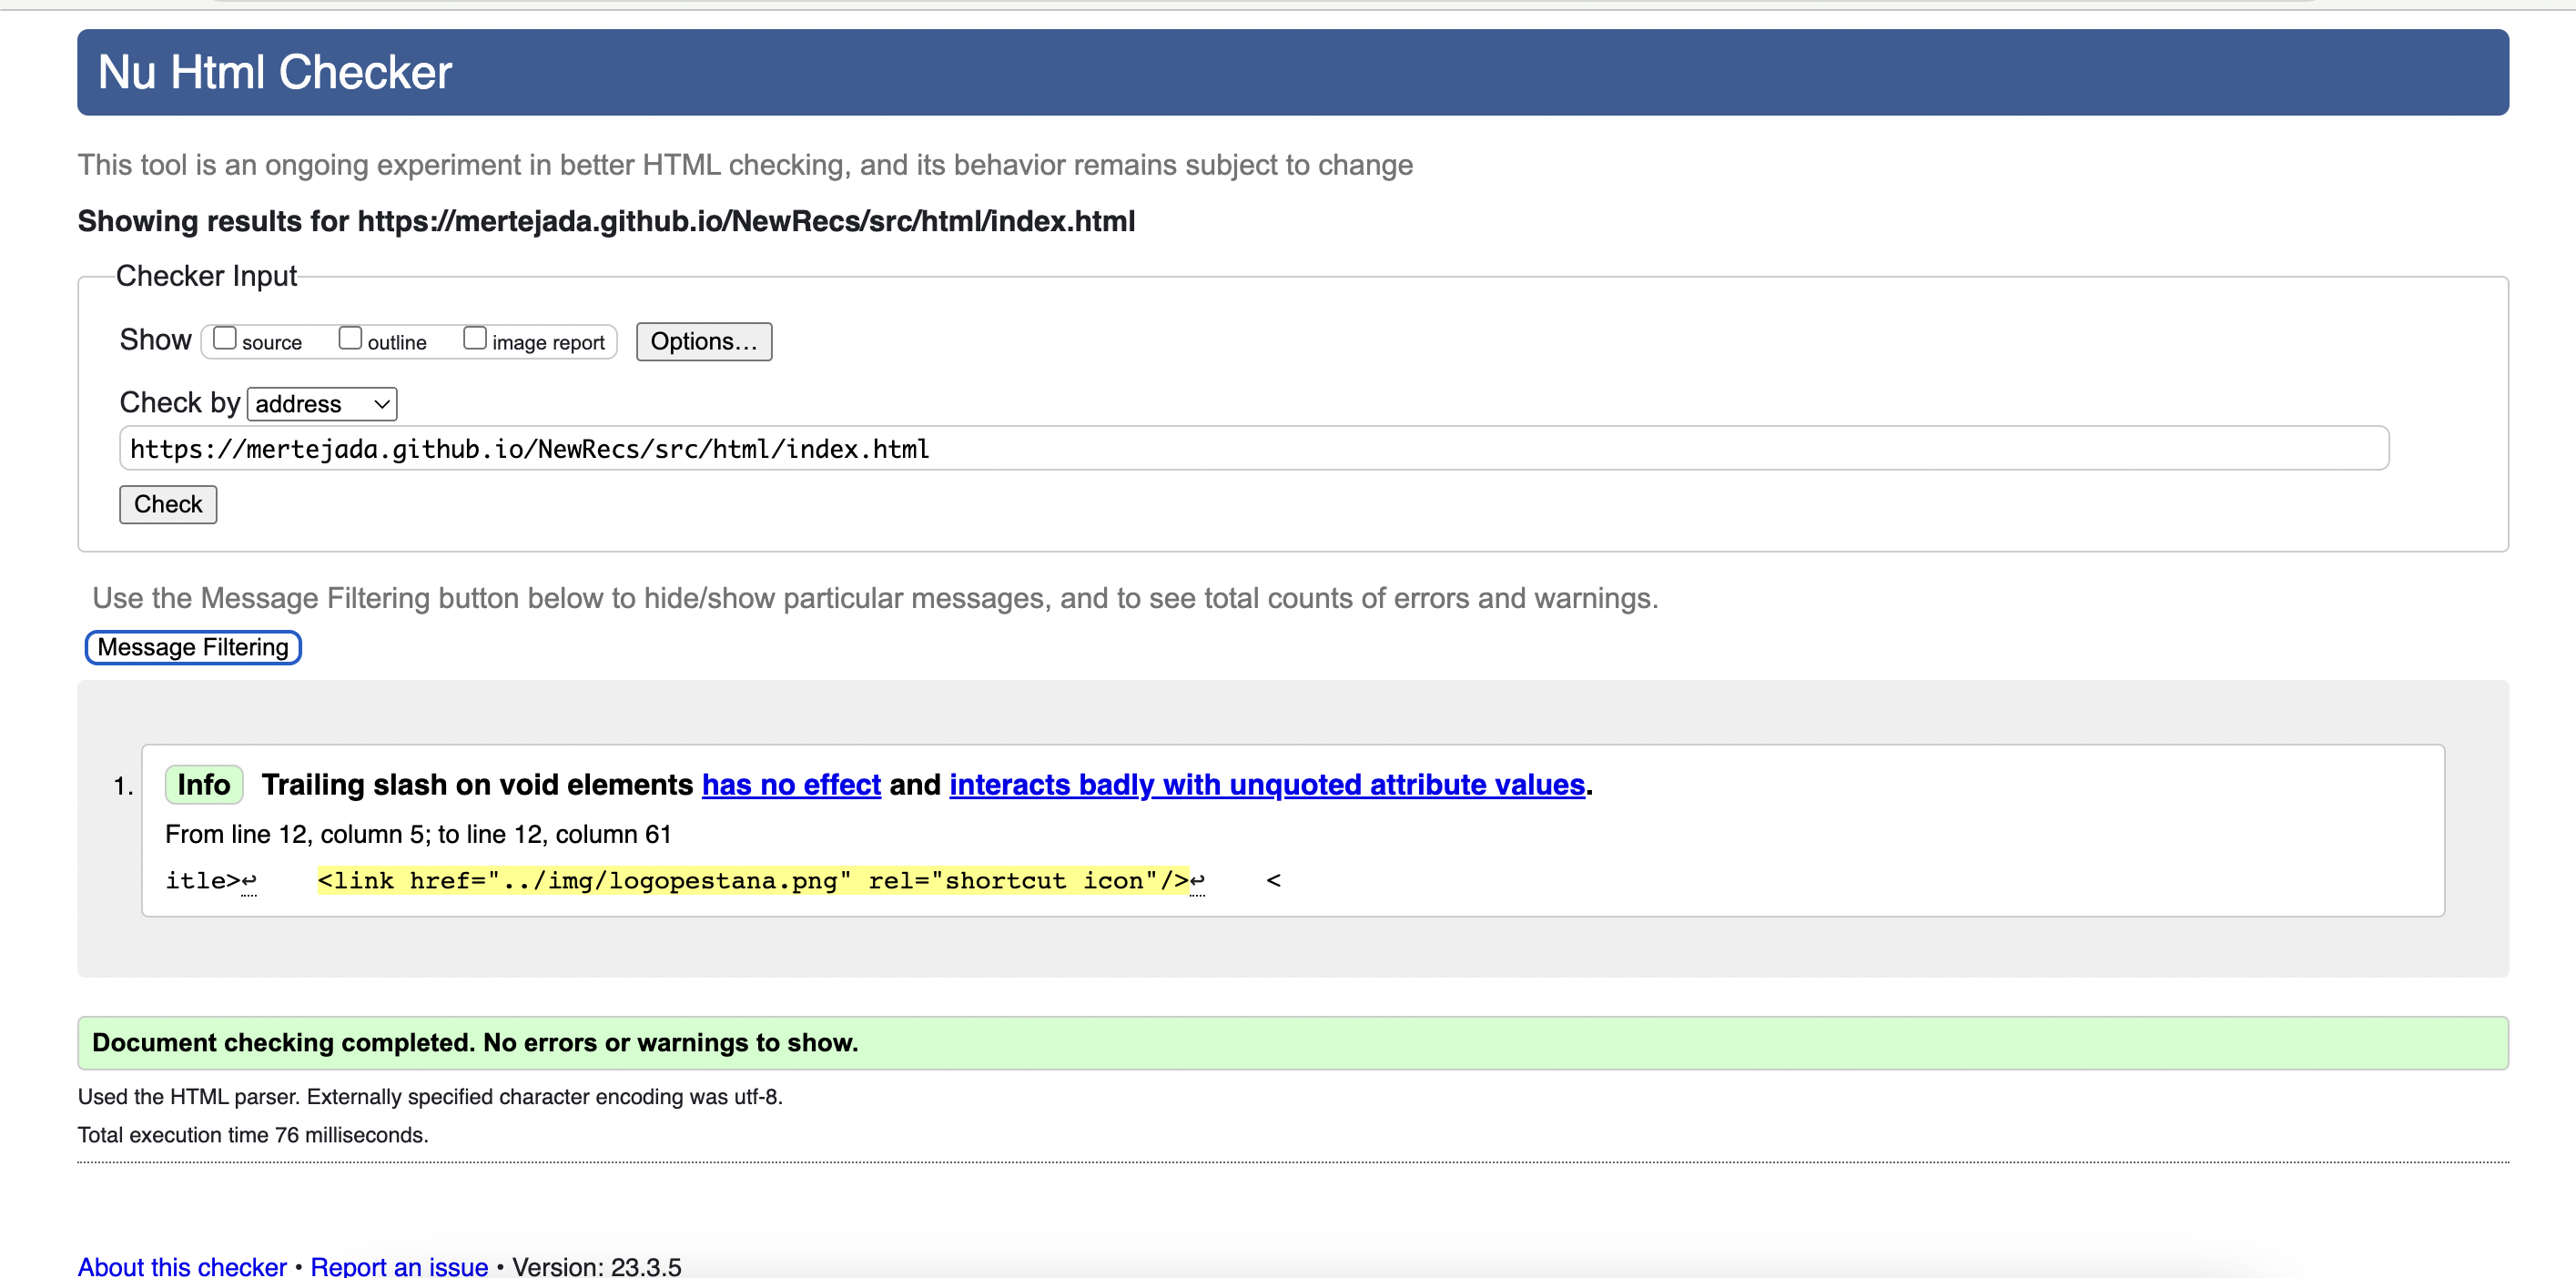 Nu Html Checker
This tool is an ongoing experiment in better HTML checking, and its behavior remains subject to change
Showing results for https://mertejada.github.io/NewRecs/src/html/index.html
Checker Input
Show source outline image report Options...
Check by address
https://mertejada.github.io/NewRecs/src/html/index.html
Check
Use the Message Filtering button below to hide/show particular messages, and to see total counts of errors and warnings.
Message Filtering
1. Info Trailing slash on void elements has no effect and interacts badly with unquoted attribute values.
From line 12, column 5; to line 12, column 61
itle>↩ <link href="../img/logopestana.png" rel="shortcut icon"/>↩ <
Document checking completed. No errors or warnings to show.
Used the HTML parser. Externally specified character encoding was utf-8.
Total execution time 76 milliseconds.
About this checker • Report an issue • Version: 23.3.5